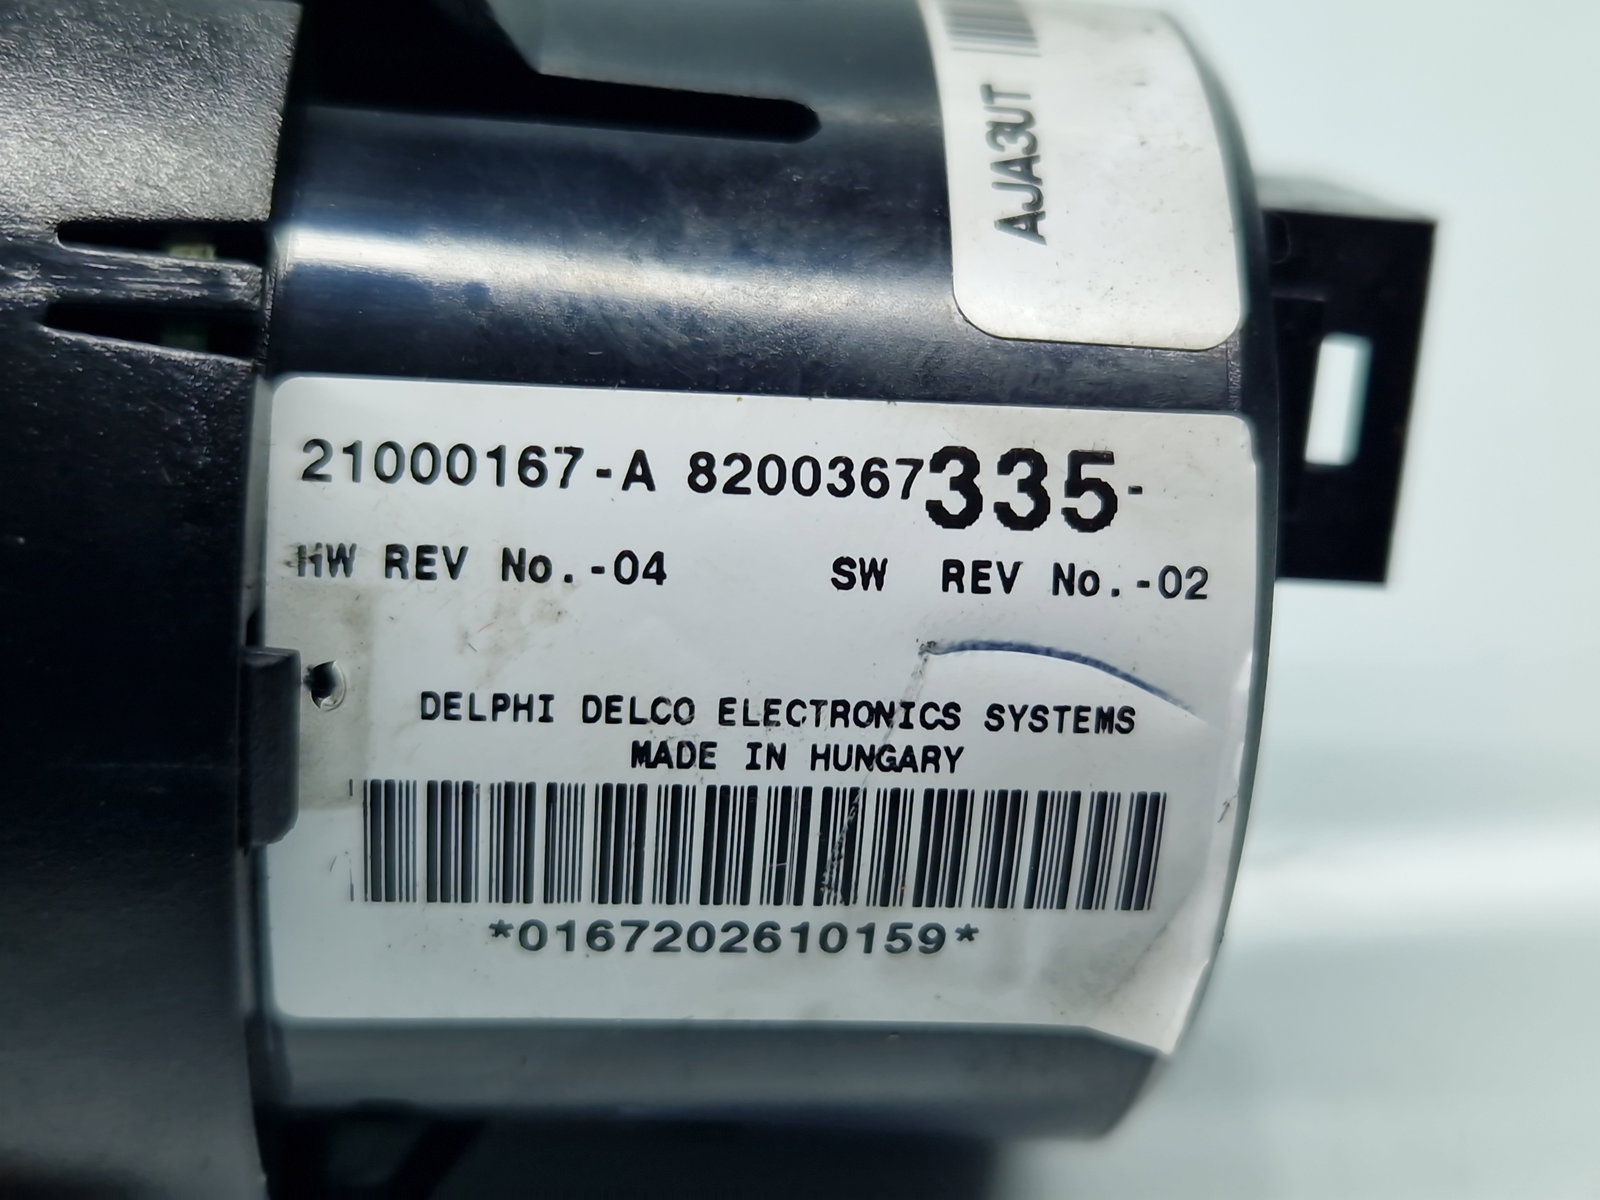 AJA3UT
21000167-A 8200367335-
HW REV No.-04 SW REV No.-02
DELPHI DELCO ELECTRONICS SYSTEMS
MADE IN HUNGARY
*0167202610159*